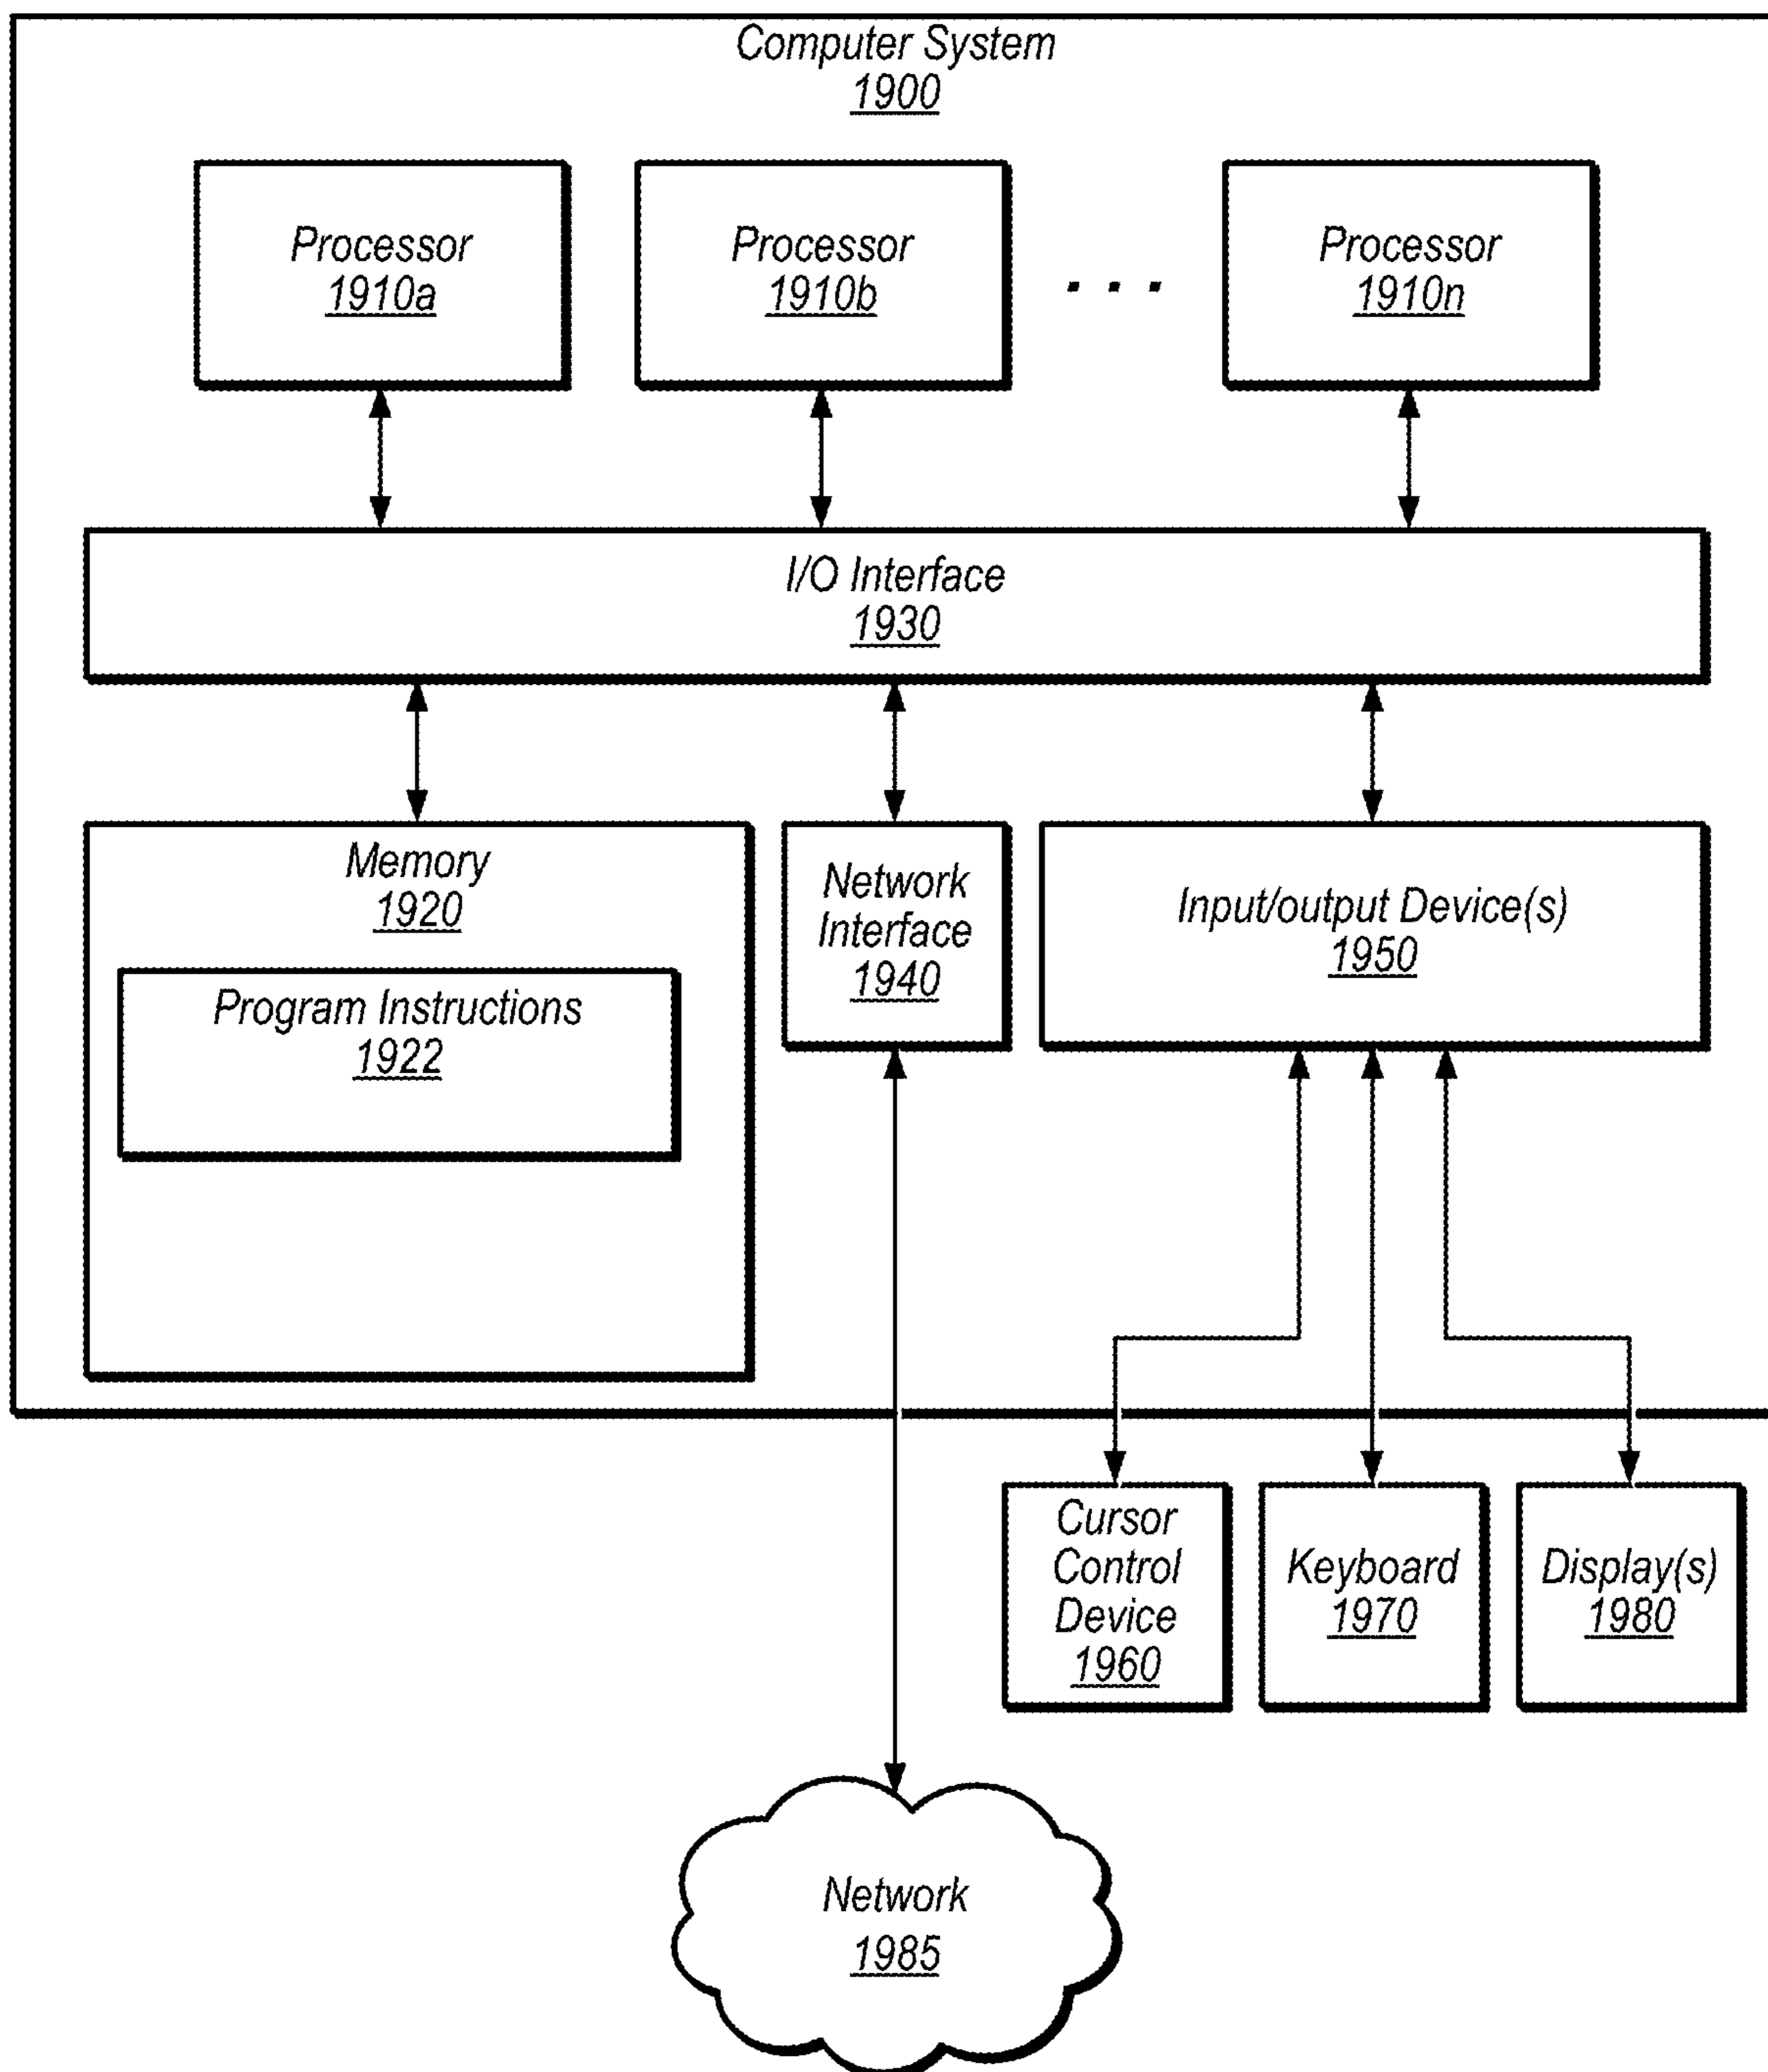 Computer System
1900
Processor
1910a
Processor
1910b
. . .
Processor
1910n
I/O Interface
1930
Memory
1920
Program Instructions
1922
Network
Interface
1940
Input/output Device(s)
1950
Cursor
Control
Device
1960
Keyboard
1970
Display(s)
1980
Network
1985